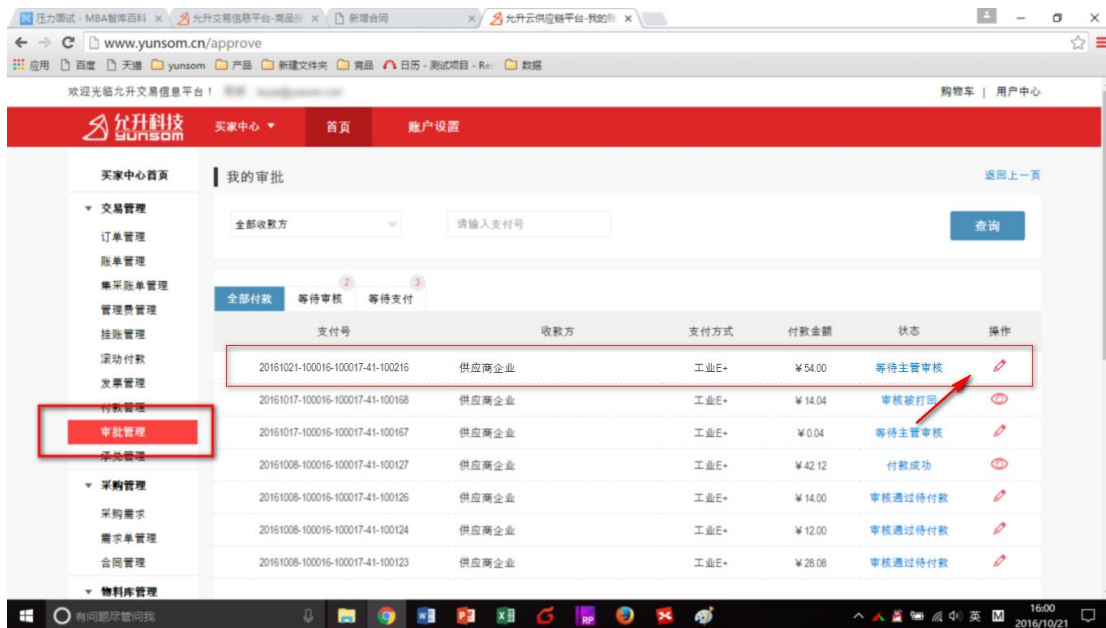 压力面试 - MBA智库百科
允升交易信息平台-商品
新增合同
允升云供应链平台-我的
www.yunsom.cn/approve
应用 百度 天猫 yunsom 产品 新建文件夹 竞品 日历 - 测试项目 - Re 数据
欢迎光临允升交易信息平台！
购物车 | 用户中心
允升科技 yunsom 买家中心 首页 账户设置
买家中心首页
交易管理
订单管理
账单管理
集采账单管理
管理费管理
挂账管理
滚动付款
发票管理
付款管理
审批管理
承兑管理
采购管理
采购需求
需求单管理
合同管理
物料库管理
我的审批 返回上一页
全部收款方 请输入支付号 查询
全部付款 等待审核 2 等待支付 3
支付号 收款方 支付方式 付款金额 状态 操作
20161021-100016-100017-41-100216 供应商企业 工业E+ ¥ 54.00 等待主管审核
20161017-100016-100017-41-100168 供应商企业 工业E+ ¥ 14.04 审核被打回
20161017-100016-100017-41-100167 供应商企业 工业E+ ¥ 0.04 等待主管审核
20161008-100016-100017-41-100127 供应商企业 工业E+ ¥ 42.12 付款成功
20161008-100016-100017-41-100126 供应商企业 工业E+ ¥ 14.00 审核通过待付款
20161008-100016-100017-41-100124 供应商企业 工业E+ ¥ 12.00 审核通过待付款
20161008-100016-100017-41-100123 供应商企业 工业E+ ¥ 28.08 审核通过待付款
有问题尽管问我
英 M 16:00
2016/10/21